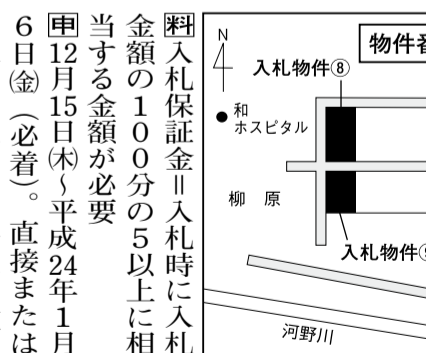 料入札保証金＝入札時に入札
金額の１００分の５以上に相
当する金額が必要
申12月15日㈭～平成24年１月
６日㈮（必着）。直接または
物件番
N
入札物件⑧
和
ホスピタル
柳原
入札物件
河野川